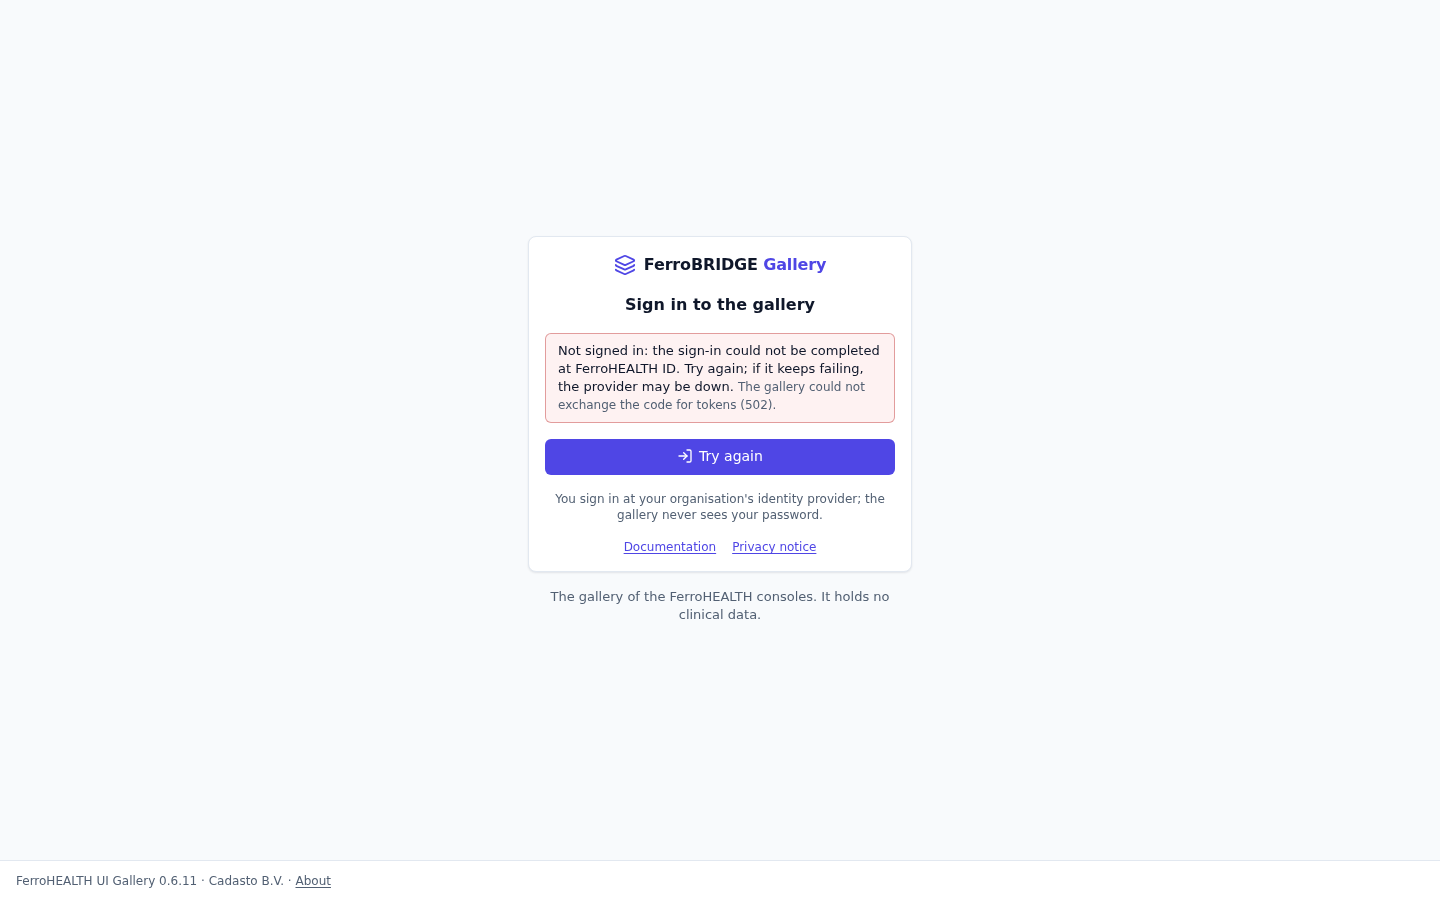 FerroBRIDGE Gallery
Sign in to the gallery
Not signed in: the sign-in could not be completed
at FerroHEALTH ID. Try again; if it keeps failing,
the provider may be down. The gallery could not
exchange the code for tokens (502).
Try again
You sign in at your organisation's identity provider; the
gallery never sees your password.
Documentation Privacy notice
The gallery of the FerroHEALTH consoles. It holds no
clinical data.
FerroHEALTH UI Gallery 0.6.11 · Cadasto B.V. · About